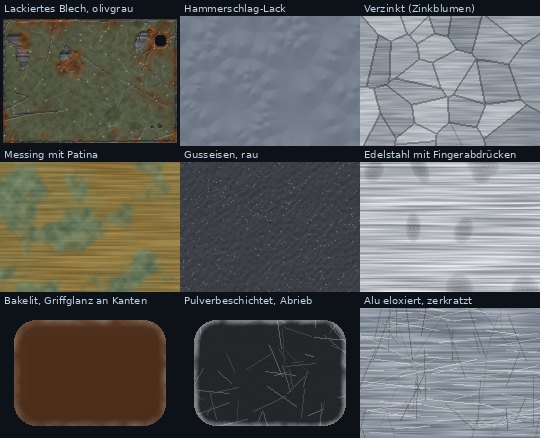 Lackiertes Blech, olivgrau
Hammerschlag-Lack
Verzinkt (Zinkblumen)
Messing mit Patina
Gusseisen, rau
Edelstahl mit Fingerabdrücken
Bakelit, Griffglanz an Kanten
Pulverbeschichtet, Abrieb
Alu eloxiert, zerkratzt